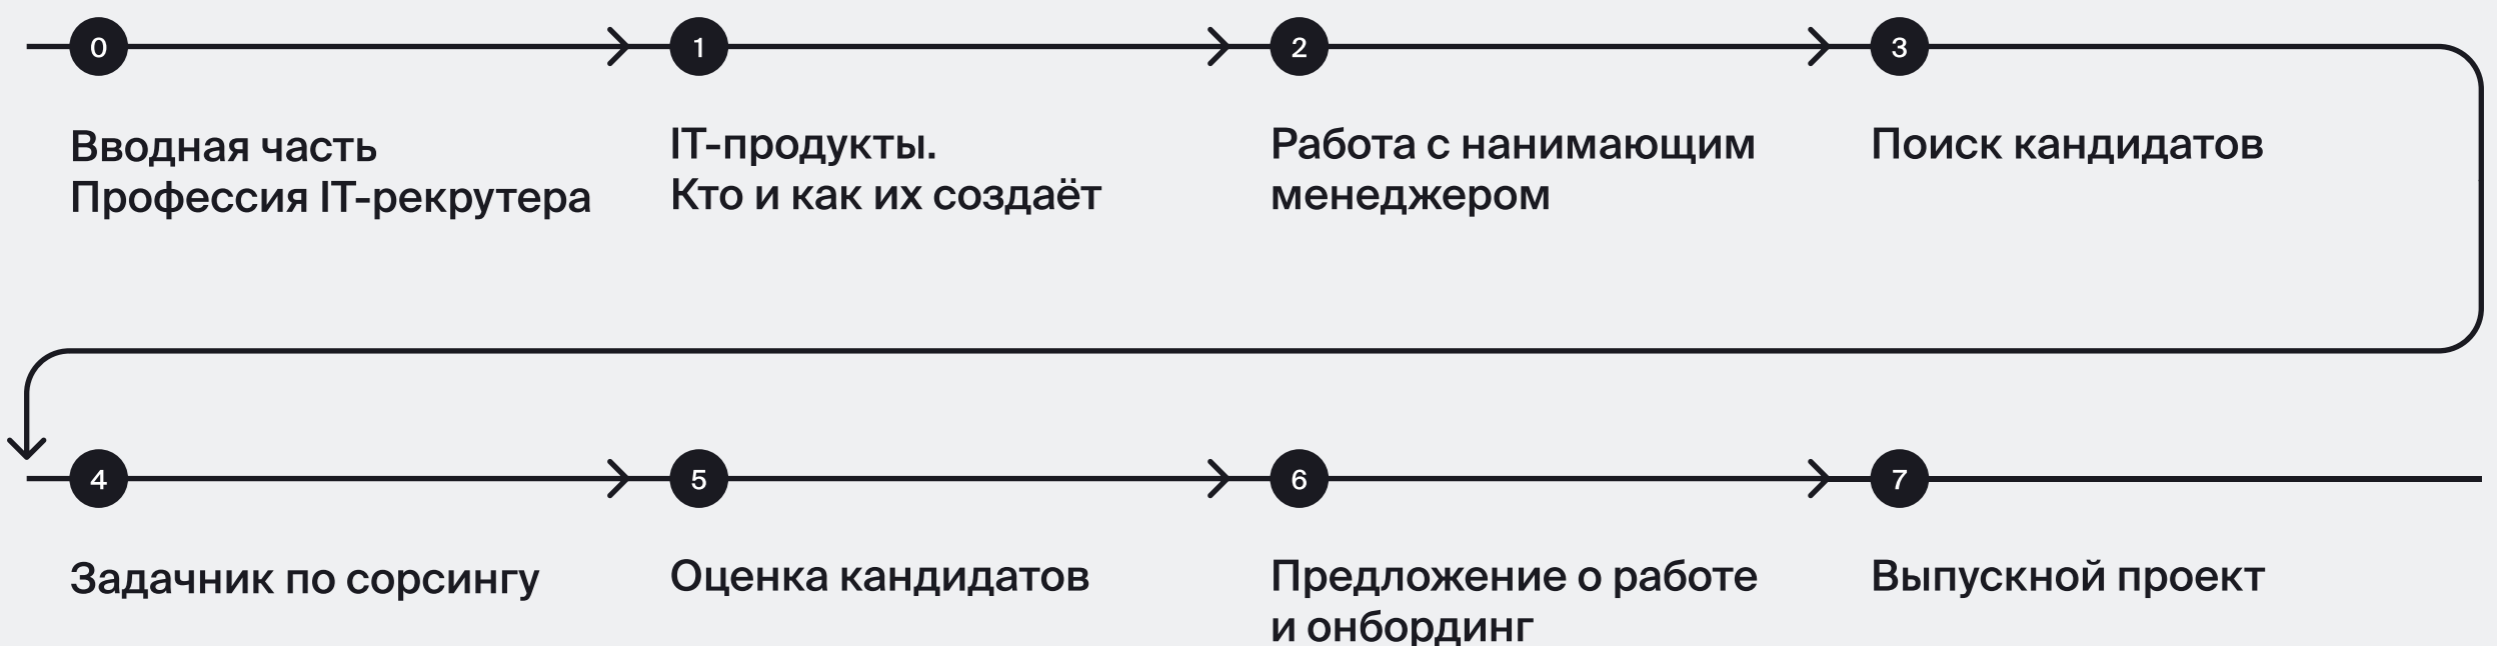 0
1
2
3
Вводная часть
Профессия IT-рекрутера
IT-продукты.
Кто и как их создаёт
Работа с нанимающим
менеджером
Поиск кандидатов
4
5
6
7
Задачник по сорсингу
Оценка кандидатов
Предложение о работе
и онбординг
Выпускной проект